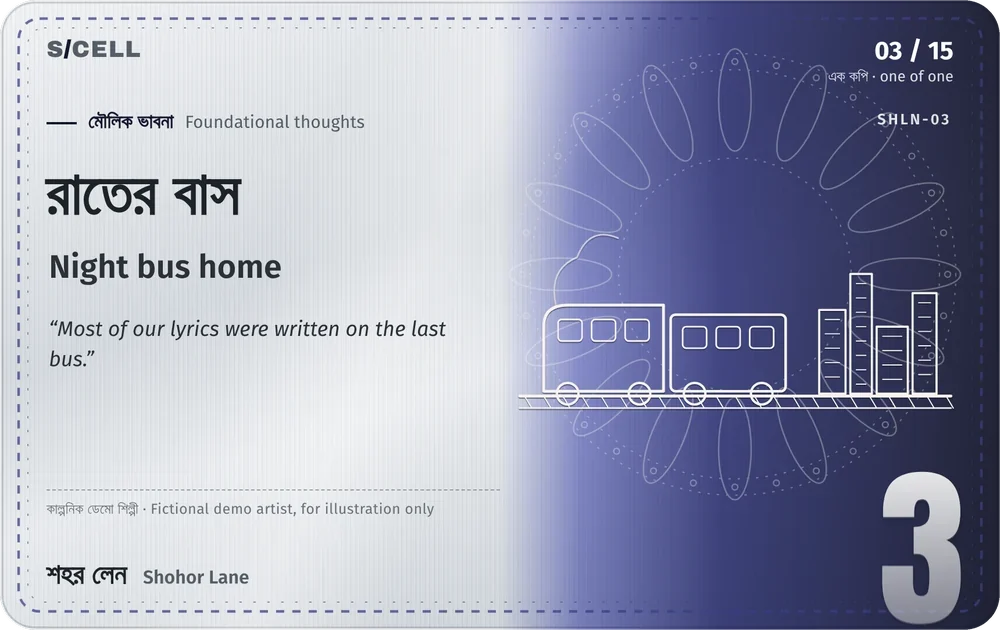 S/CELL
03 / 15
এক কপি · one of one
মৌলিক ভাবনা Foundational thoughts
SHLN-03
রাতের বাস
Night bus home
“Most of our lyrics were written on the last
bus.”
কাল্পনিক ডেমো শিল্পী · Fictional demo artist, for illustration only
শহর লেন Shohor Lane
3